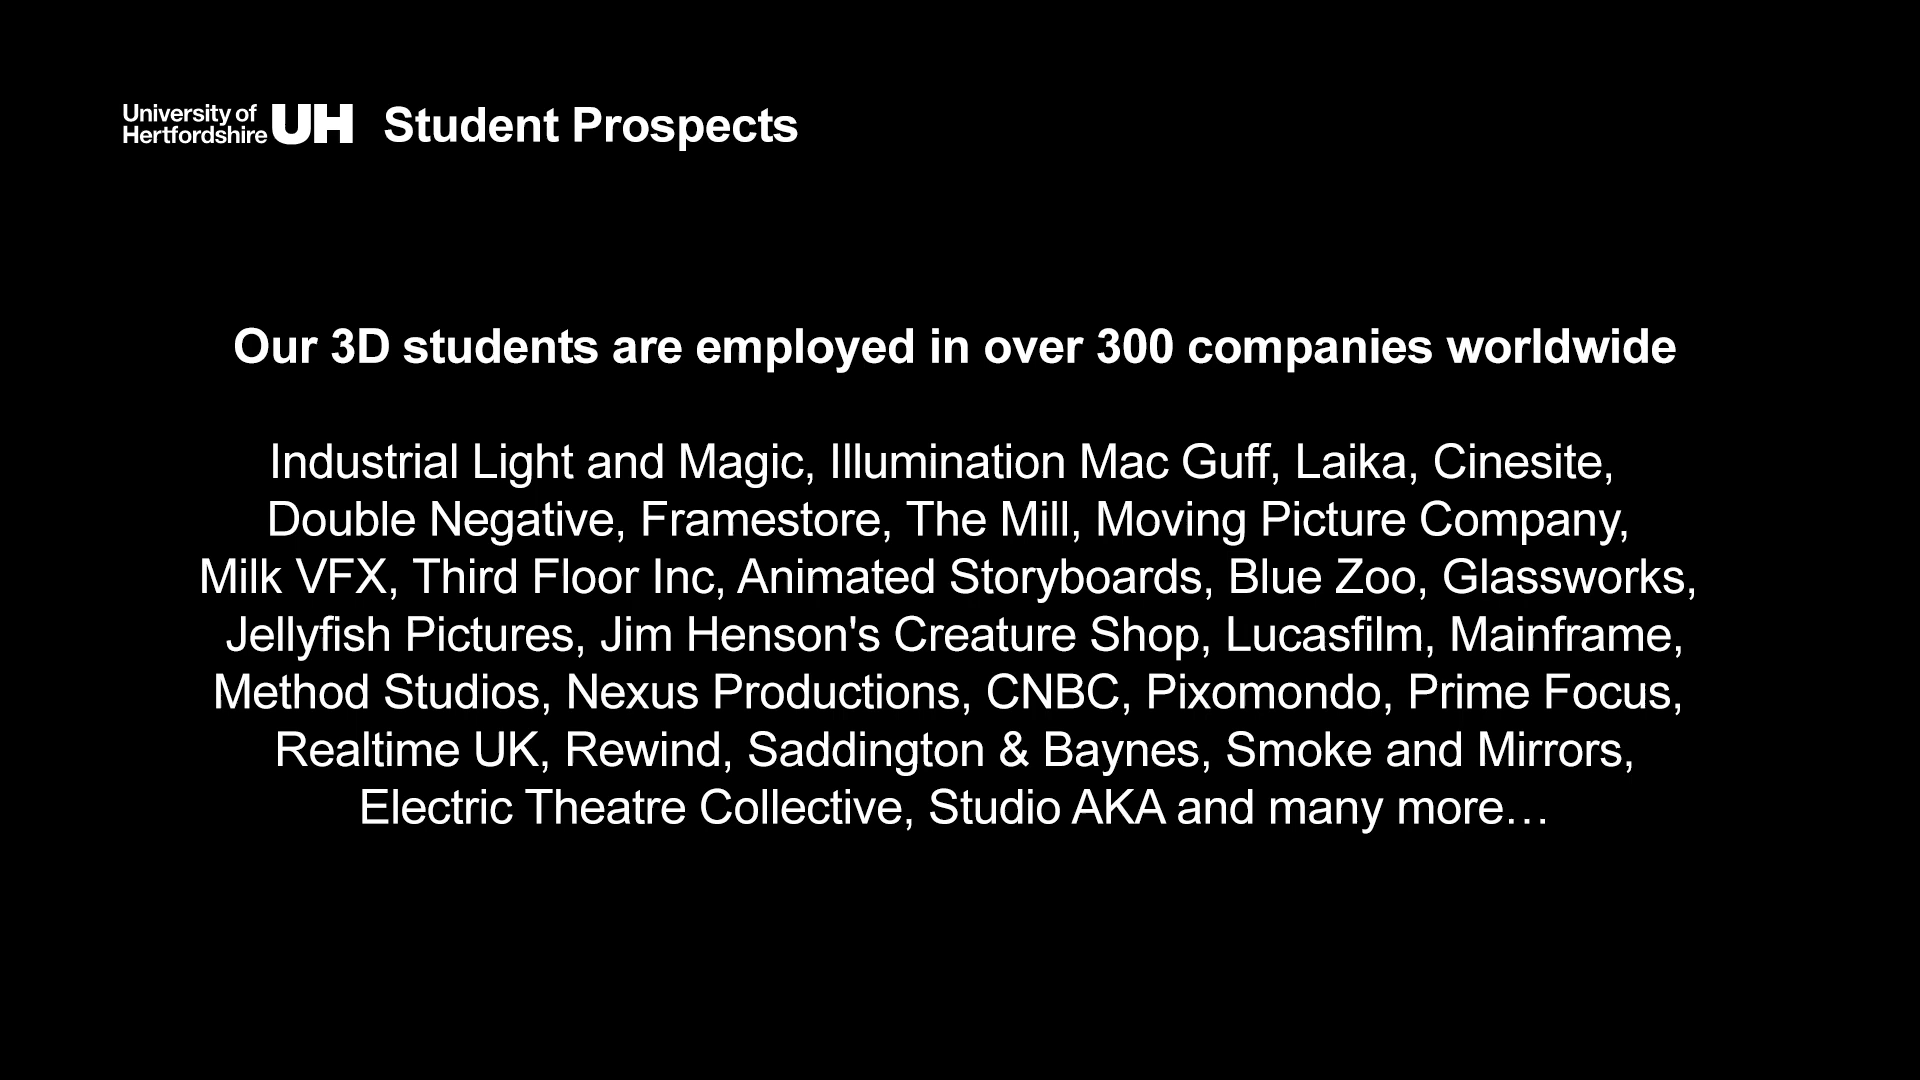 University of
Hertfordshire UH Student Prospects
Our 3D students are employed in over 300 companies worldwide
Industrial Light and Magic, Illumination Mac Guff, Laika, Cinesite,
Double Negative, Framestore, The Mill, Moving Picture Company,
Milk VFX, Third Floor Inc, Animated Storyboards, Blue Zoo, Glassworks,
Jellyfish Pictures, Jim Henson's Creature Shop, Lucasfilm, Mainframe,
Method Studios, Nexus Productions, CNBC, Pixomondo, Prime Focus,
Realtime UK, Rewind, Saddington & Baynes, Smoke and Mirrors,
Electric Theatre Collective, Studio AKA and many more…